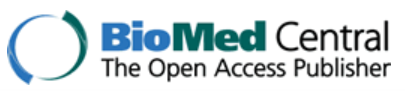 BioMed Central
The Open Access Publisher